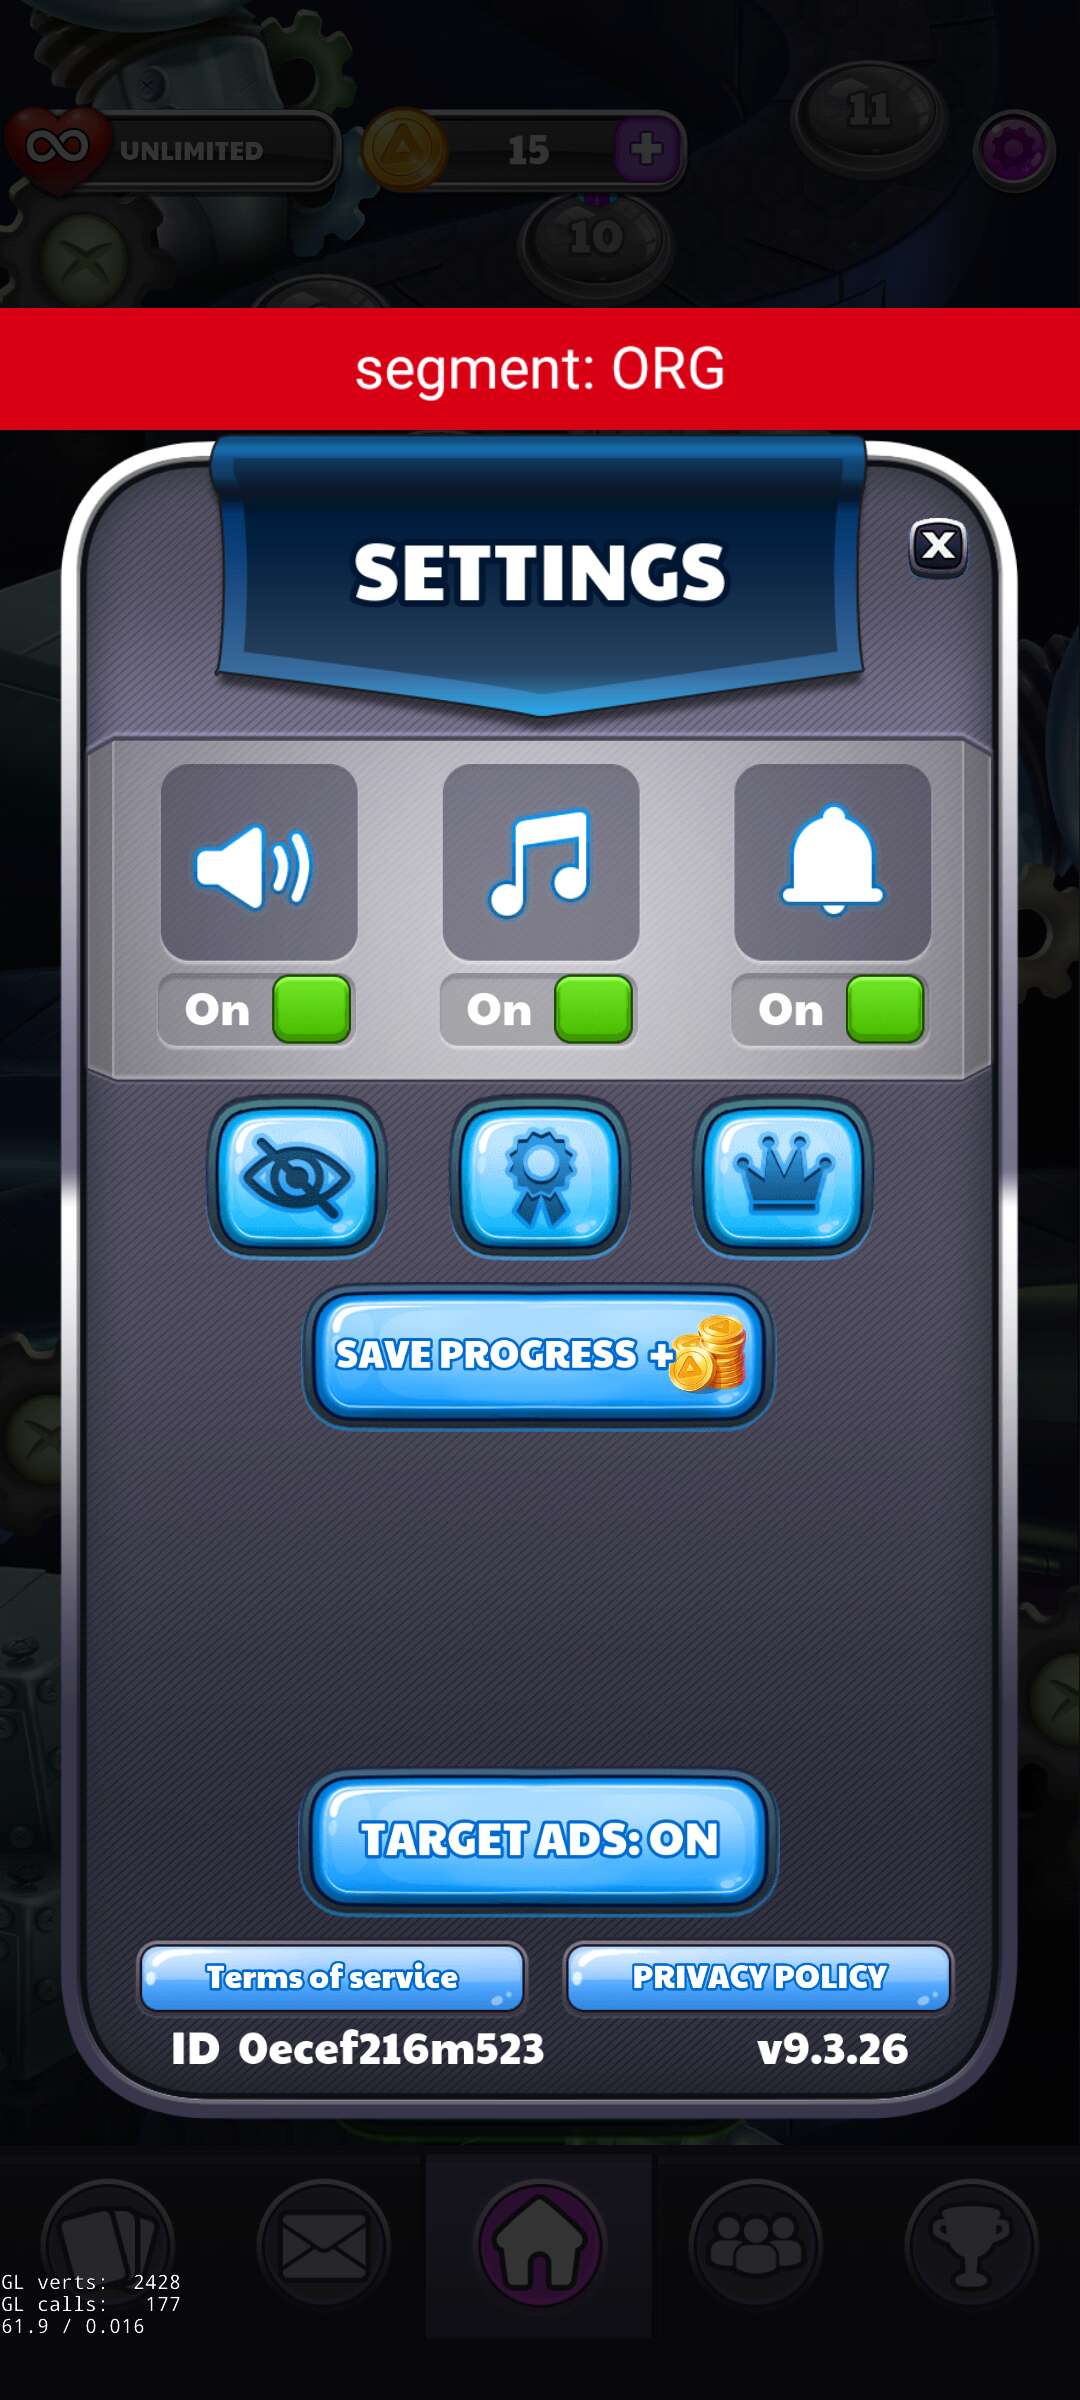 UNLIMITED
15
11
10
segment: ORG
SETTINGS
X
On
On
On
SAVE PROGRESS +
TARGET ADS: ON
Terms of service
PRIVACY POLICY
ID 0ecef216m523
v9.3.26
GL verts: 2428
GL calls: 177
61.9 / 0.016